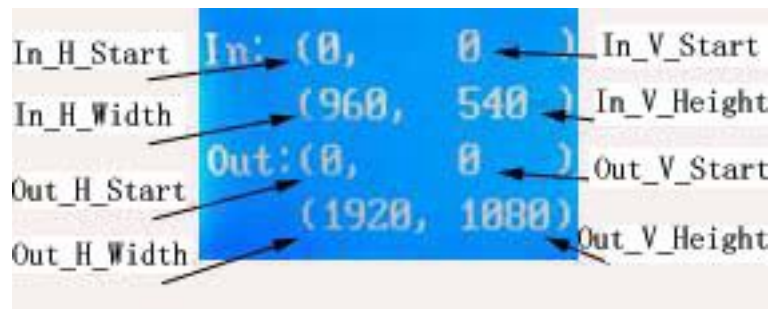 In_H_Start In: (0, 0 ) In_V_Start
In_H_Width (960, 540 ) In_V_Height
Out_H_Start Out:(0, 0 ) Out_V_Start
Out_H_Width (1920, 1080) Out_V_Height